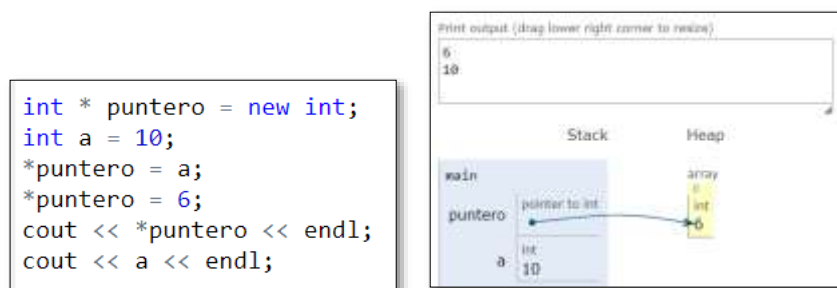 int * puntero = new int;
int a = 10;
*puntero = a;
*puntero = 6;
cout << *puntero << endl;
cout << a << endl;
Print output (drag lower right corner to resize)
6
10
Stack Heap
main
array
0
puntero
pointer to int
int
6
a
int
10